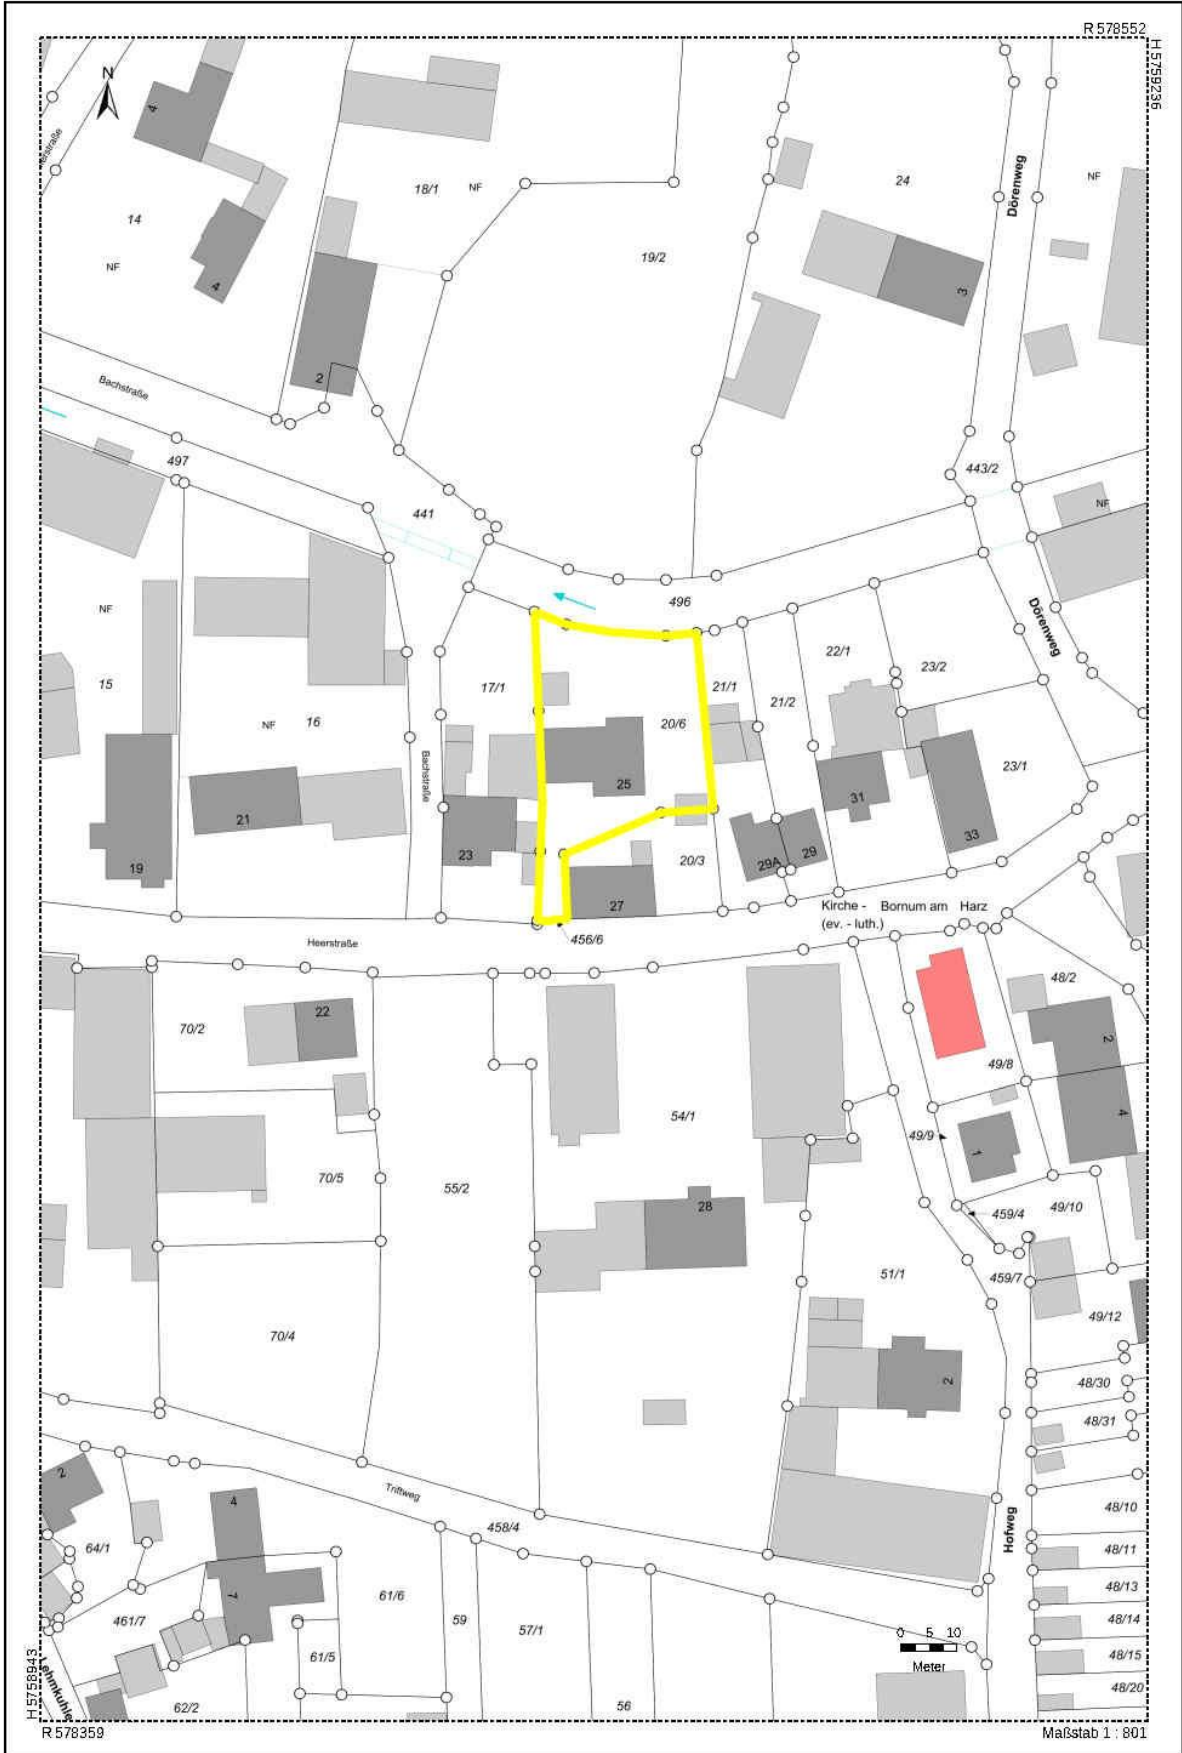 R 578552
H 5759236
N
4
erstraße
18/1
NF
24
Dörenweg
NF
14
NF
4
19/2
3
2
Bachstraße
497
441
443/2
NF
496
NF
15
16
NF
17/1
Bachstraße
20/6
21/1
21/2
22/1
23/2
Dörenweg
23/1
25
31
33
21
19
23
20/3
29A
29
27
456/6
Kirche - Bornum am Harz
(ev. - luth.)
Heerstraße
48/2
70/2
22
2
49/8
54/1
4
49/9
1
70/5
55/2
28
459/4
49/10
51/1
459/7
49/12
70/4
2
48/30
48/31
2
4
Triftweg
458/4
Hofweg
48/10
64/1
48/11
7
48/13
461/7
61/6
59
57/1
48/14
61/5
0 5 10
Meter
48/15
48/20
Lehmkuhle
62/2
56
H 5758943
R 578359
Maßstab 1 : 801